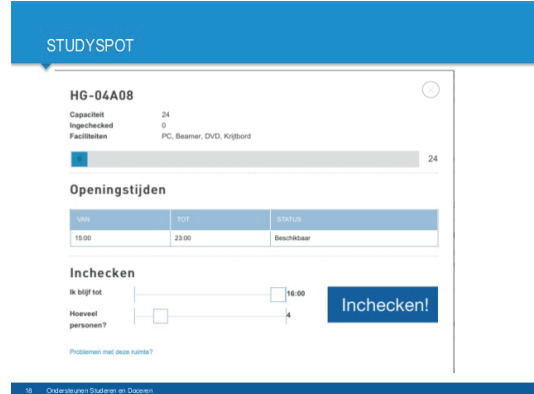 STUDYSPOT
HG-04A08
Capaciteit 24
Ingechecked 0
Faciliteiten PC, Beamer, DVD, Krijtbord
0 24
Openingstijden
VAN TOT STATUS
15:00 23:00 Beschikbaar
Inchecken
Ik blijf tot 16:00
Inchecken!
Hoeveel 4
personen?
Problemen met deze ruimte?
18 Ondersteunen Studeren en Doceren